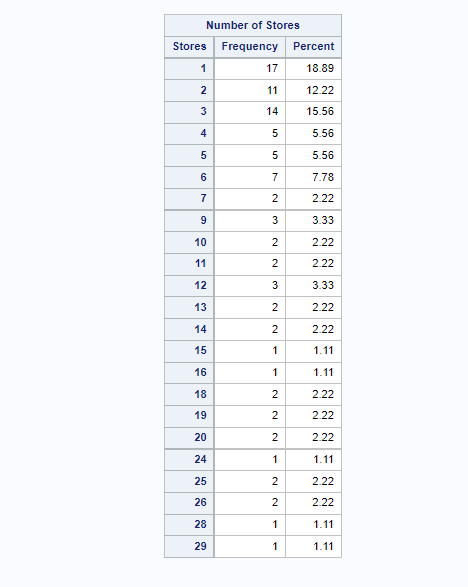 Number of Stores
Stores Frequency Percent
1 17 18.89
2 11 12.22
3 14 15.56
4 5 5.56
5 5 5.56
6 7 7.78
7 2 2.22
9 3 3.33
10 2 2.22
11 2 2.22
12 3 3.33
13 2 2.22
14 2 2.22
15 1 1.11
16 1 1.11
18 2 2.22
19 2 2.22
20 2 2.22
24 1 1.11
25 2 2.22
26 2 2.22
28 1 1.11
29 1 1.11